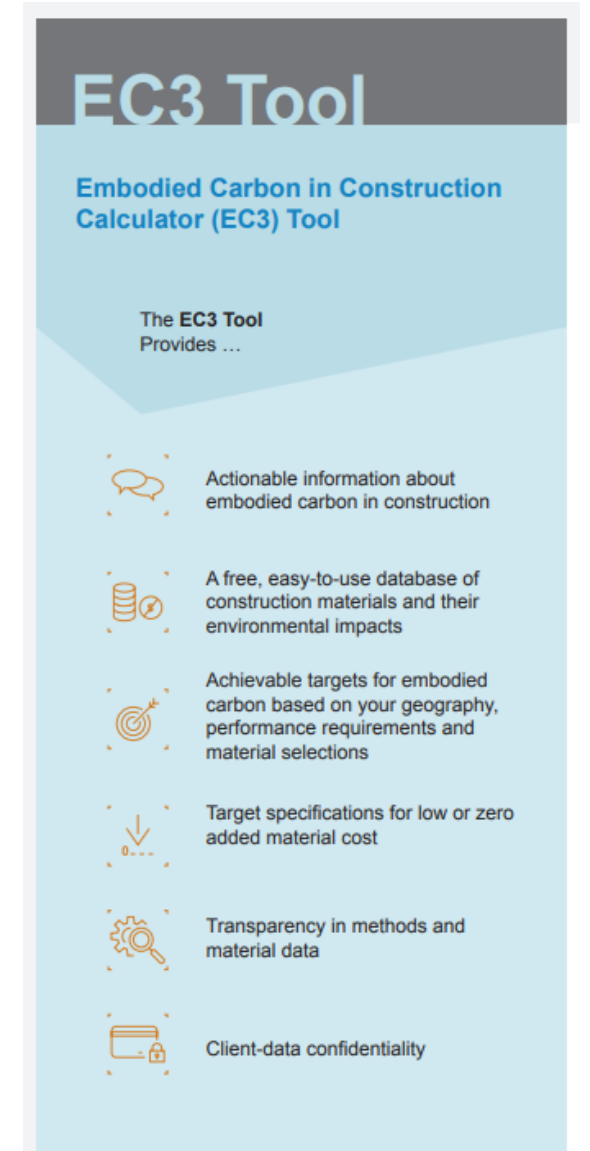 EC3 Tool
Embodied Carbon in Construction
Calculator (EC3) Tool
The EC3 Tool
Provides …
Actionable information about
embodied carbon in construction
A free, easy-to-use database of
construction materials and their
environmental impacts
Achievable targets for embodied
carbon based on your geography,
performance requirements and
material selections
Target specifications for low or zero
added material cost
0---
Transparency in methods and
material data
Client-data confidentiality